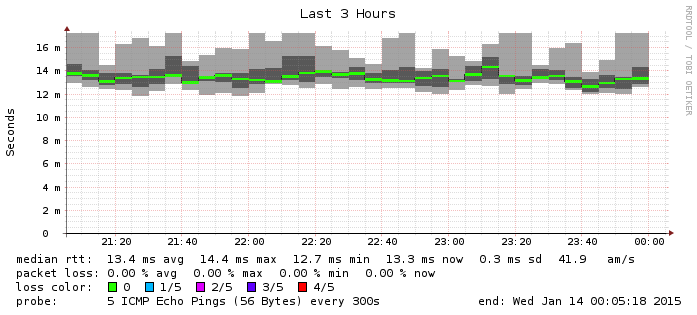 Last 3 Hours
RRDTOOL / TOBI OETIKER
Seconds
16 m
14 m
12 m
10 m
8 m
6 m
4 m
2 m
0
21:20 21:40 22:00 22:20 22:40 23:00 23:20 23:40 00:00
median rtt: 13.4 ms avg 14.4 ms max 12.7 ms min 13.3 ms now 0.3 ms sd 41.9 am/s
packet loss: 0.00 % avg 0.00 % max 0.00 % min 0.00 % now
loss color: 0 1/5 2/5 3/5 4/5
probe: 5 ICMP Echo Pings (56 Bytes) every 300s end: Wed Jan 14 00:05:18 2015